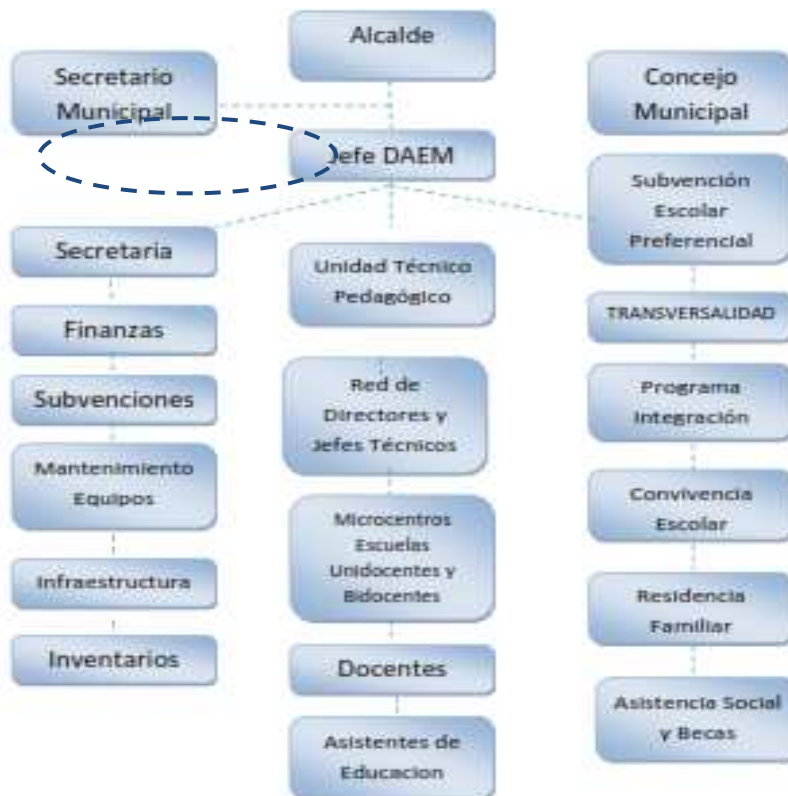 Alcalde
Secretario
Municipal
Concejo
Municipal
Jefe DAEM
Subvención
Escolar
Preferencial
Secretaria
Unidad Técnico
Pedagógico
Finanzas
TRANSVERSALIDAD
Subvenciones
Red de
Directores y
Jefes Técnicos
Programa
Integración
Mantenimiento
Equipos
Microcentros
Escuelas
Unidocentes y
Bidocentes
Convivencia
Escolar
Infraestructura
Residencia
Familiar
Inventarios
Docentes
Asistencia Social
y Becas
Asistentes de
Educacion